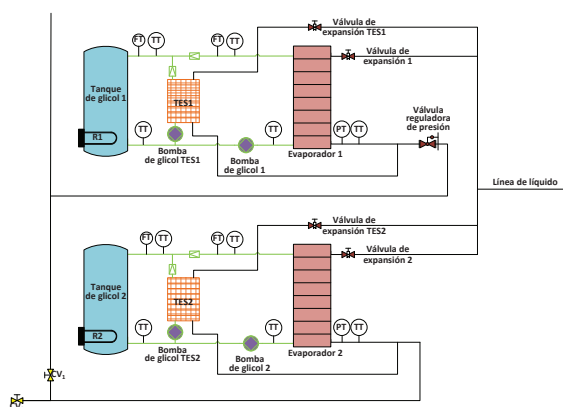 Válvula de
expansión TES1
FT
TT
FT
TT
Válvula de
expansión 1
Tanque
de glicol 1
TES1
Válvula
reguladora
de presión
R1
TT
TT
PT
TT
Bomba
de glicol TES1
Bomba
de glicol 1
Evaporador 1
Línea de líquido
Válvula de
expansión TES2
FT
TT
FT
TT
Válvula de
expansión 2
Tanque
de glicol 2
TES2
R2
TT
TT
PT
TT
Bomba
de glicol TES2
Bomba
de glicol 2
Evaporador 2
CV1